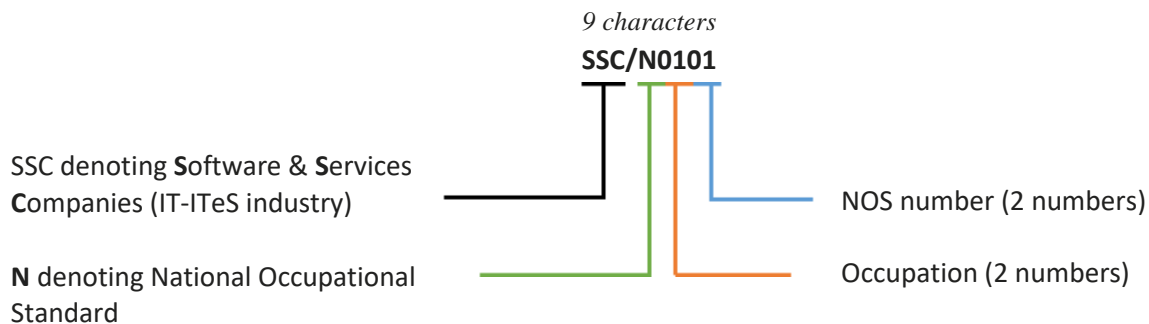 9 characters
SSC/N0101
SSC denoting Software & Services
Companies (IT-ITeS industry)
NOS number (2 numbers)
N denoting National Occupational
Standard
Occupation (2 numbers)